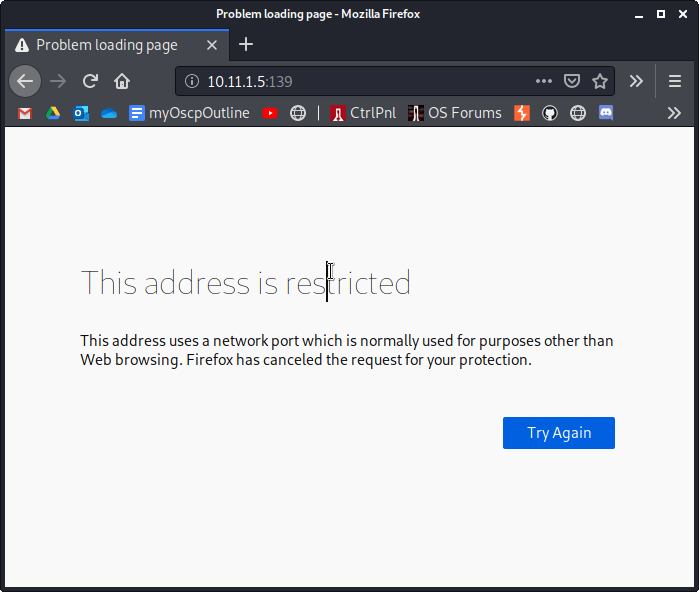 Problem loading page - Mozilla Firefox
Problem loading page
10.11.1.5:139
myOscpOutline
CtrlPnl
OS Forums
This address is restricted
This address uses a network port which is normally used for purposes other than
Web browsing. Firefox has canceled the request for your protection.
Try Again